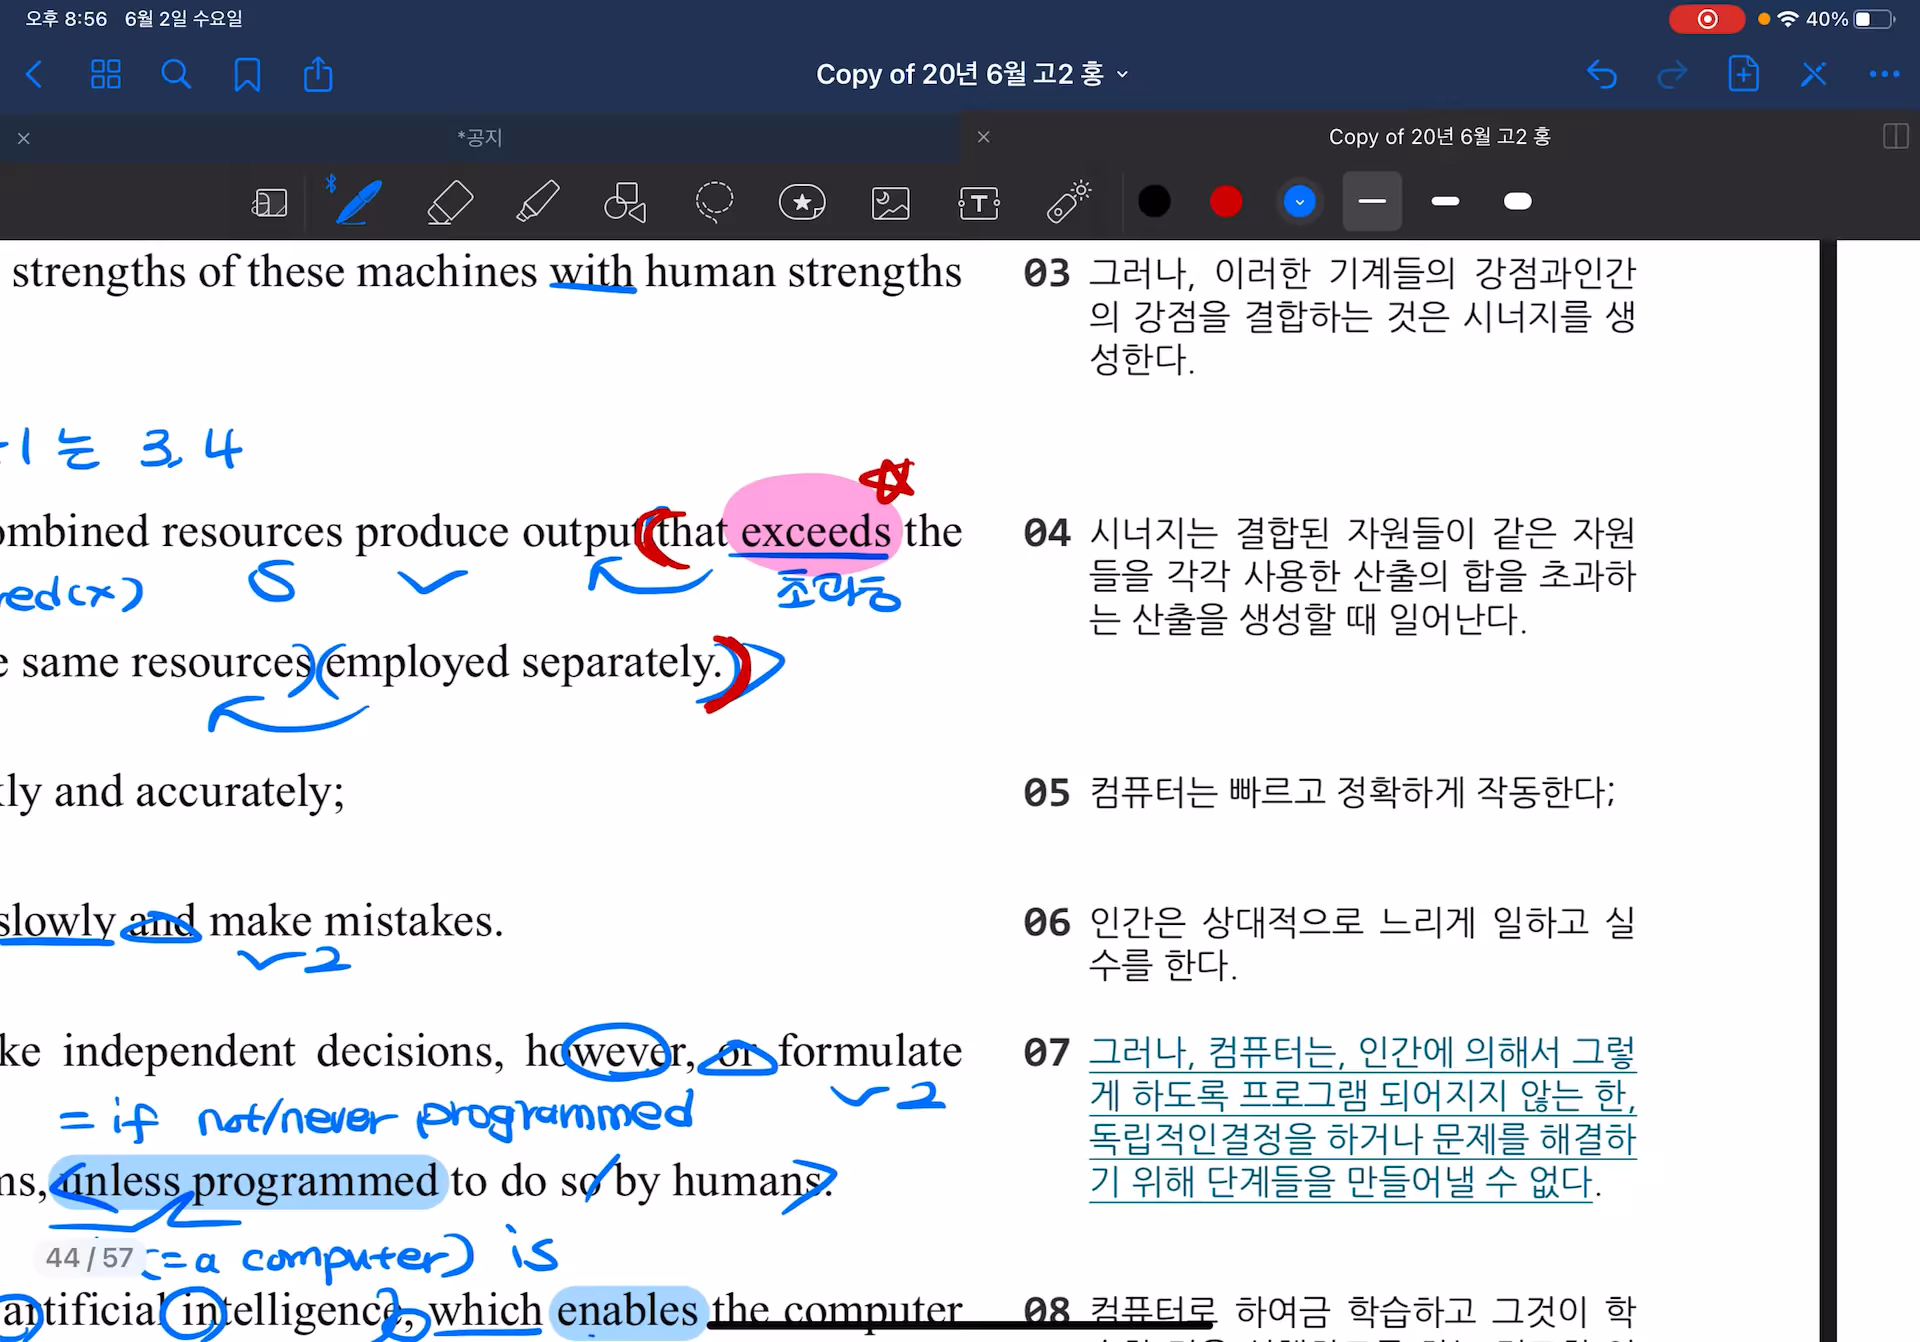 오후 8:56 6월 2일 수요일
40%
Copy of 20년 6월 고2 홍
*공지
Copy of 20년 6월 고2 홍
T
strengths of these machines with human strengths
03 그러나, 이러한 기계들의 강점과인간
의 강점을 결합하는 것은 시너지를 생
성한다.
는 3, 4
ombined resources produce output that exceeds the
red(x) S V 초과
04 시너지는 결합된 자원들이 같은 자원
들을 각각 사용한 산출의 합을 초과하
는 산출을 생성할 때 일어난다.
e same resources employed separately.
kly and accurately;
05 컴퓨터는 빠르고 정확하게 작동한다;
slowly and make mistakes.
V2
06 인간은 상대적으로 느리게 일하고 실
수를 한다.
ke independent decisions, however, or formulate
V2
= if not/never programmed
ns, unless programmed to do so by humans.
07 그러나, 컴퓨터는, 인간에 의해서 그렇
게 하도록 프로그램 되어지지 않는 한,
독립적인결정을 하거나 문제를 해결하
기 위해 단계들을 만들어낼 수 없다.
44 / 57
(=a computer) is
artificial intelligence, which enables the computer
08 컴퓨터로 하여금 학습하고 그것이 학